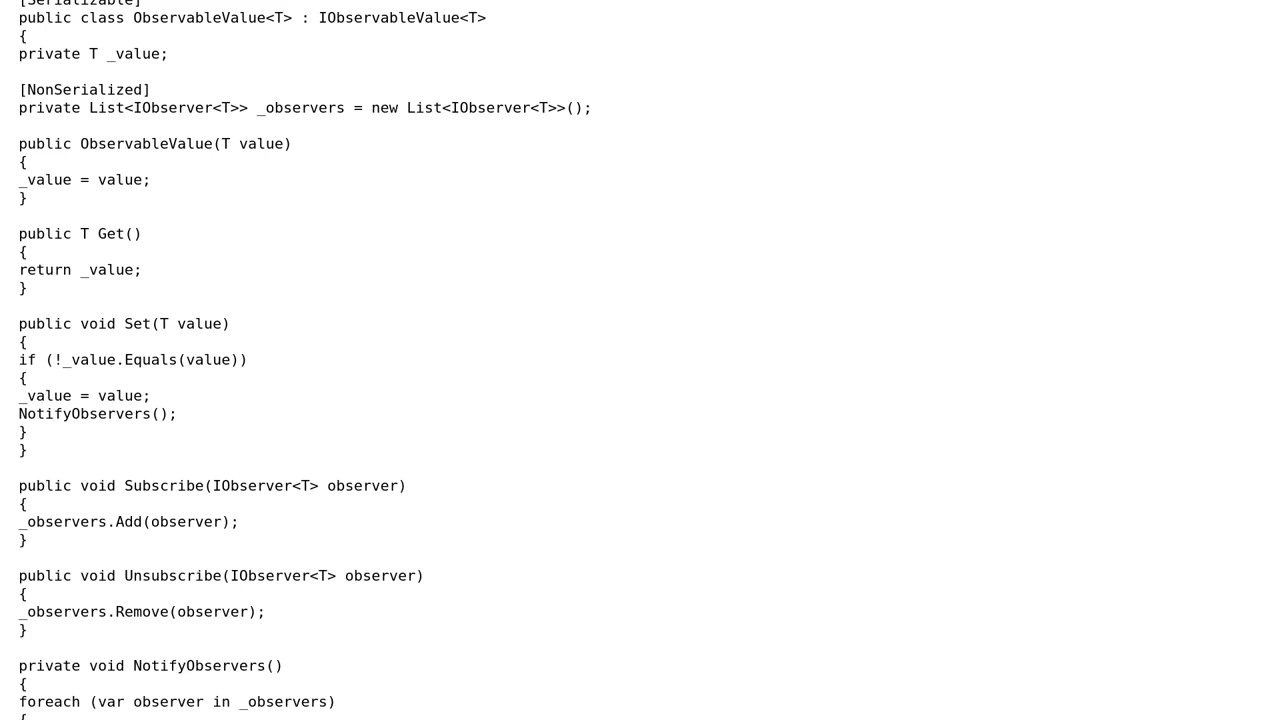 [Serializable]
public class ObservableValue<T> : IObservableValue<T>
{
private T _value;

[NonSerialized]
private List<IObserver<T>> _observers = new List<IObserver<T>>();

public ObservableValue(T value)
{
_value = value;
}

public T Get()
{
return _value;
}

public void Set(T value)
{
if (!_value.Equals(value))
{
_value = value;
NotifyObservers();
}
}

public void Subscribe(IObserver<T> observer)
{
_observers.Add(observer);
}

public void Unsubscribe(IObserver<T> observer)
{
_observers.Remove(observer);
}

private void NotifyObservers()
{
foreach (var observer in _observers)
{